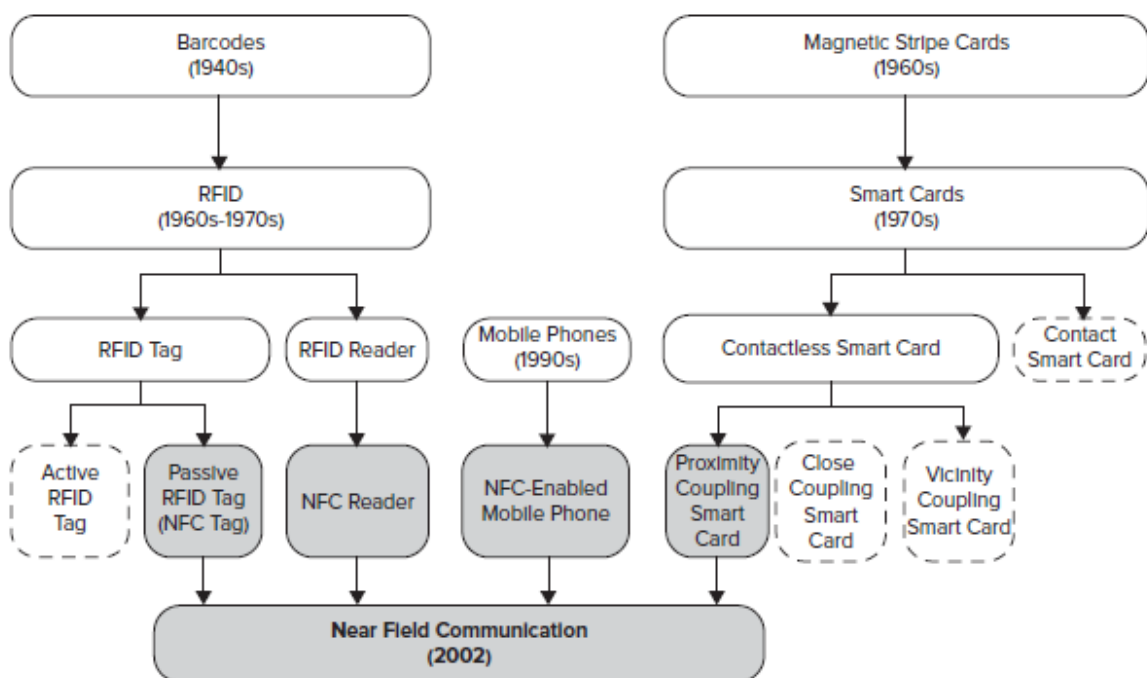 Barcodes
(1940s)
Magnetic Stripe Cards
(1960s)
RFID
(1960s-1970s)
Smart Cards
(1970s)
RFID Tag
RFID Reader
Mobile Phones
(1990s)
Contactless Smart Card
Contact
Smart Card
Active
RFID
Tag
Passive
RFID Tag
(NFC Tag)
NFC Reader
NFC-Enabled
Mobile Phone
Proximity
Coupling
Smart
Card
Close
Coupling
Smart
Card
Vicinity
Coupling
Smart Card
Near Field Communication
(2002)